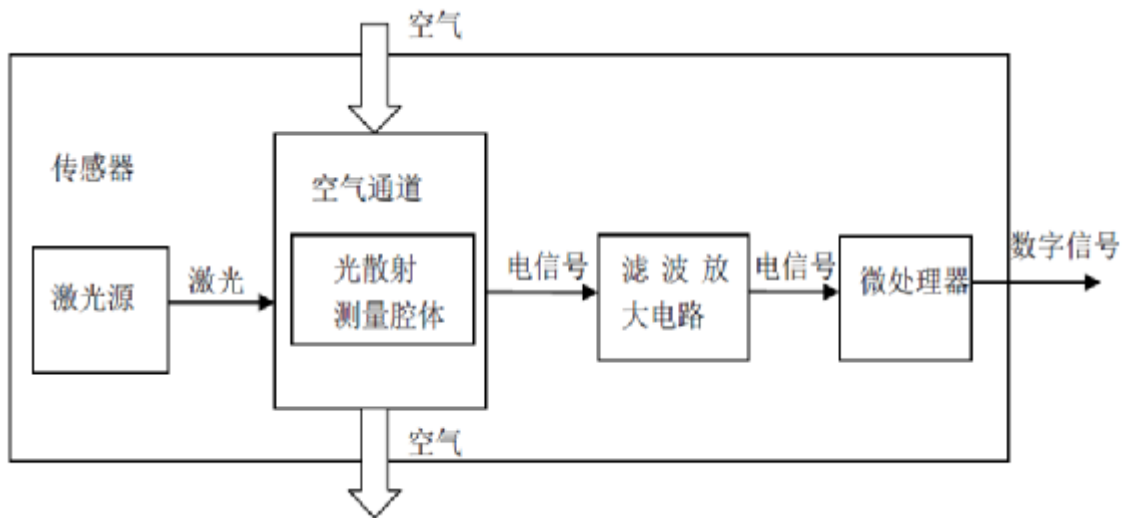 空气
传感器
空气通道
激光源
激光
光散射
测量腔体
电信号
滤波放
大电路
电信号
微处理器
数字信号
空气